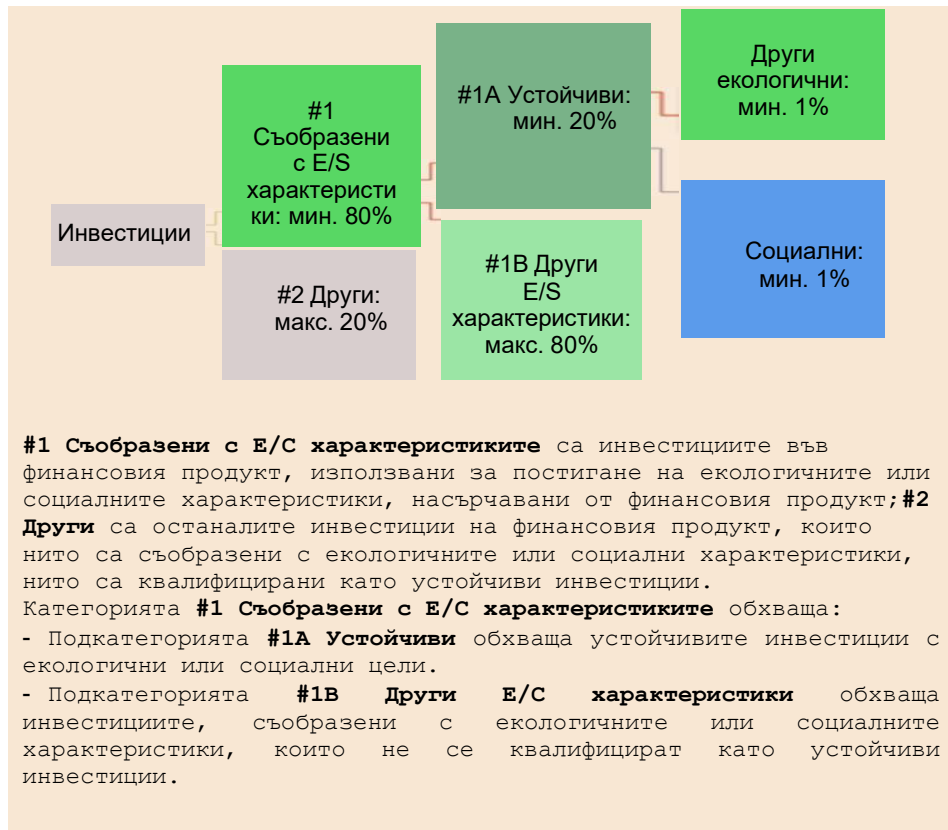 Инвестиции
#1
Съобразени
с E/S
характеристи
ки: мин. 80%
#2 Други:
макс. 20%
#1A Устойчиви:
мин. 20%
#1B Други
E/S
характеристики:
макс. 80%
Други
екологични:
мин. 1%
Социални:
мин. 1%
#1 Съобразени с Е/С характеристиките са инвестициите във
финансовия продукт, използвани за постигане на екологичните или
социалните характеристики, насърчавани от финансовия продукт;#2
Други са останалите инвестиции на финансовия продукт, които
нито са съобразени с екологичните или социални характеристики,
нито са квалифицирани като устойчиви инвестиции.
Категорията #1 Съобразени с Е/С характеристиките обхваща:
- Подкатегорията #1A Устойчиви обхваща устойчивите инвестиции с
екологични или социални цели.
- Подкатегорията #1B Други Е/С характеристики обхваща
инвестициите, съобразени с екологичните или социалните
характеристики, които не се квалифицират като устойчиви
инвестиции.